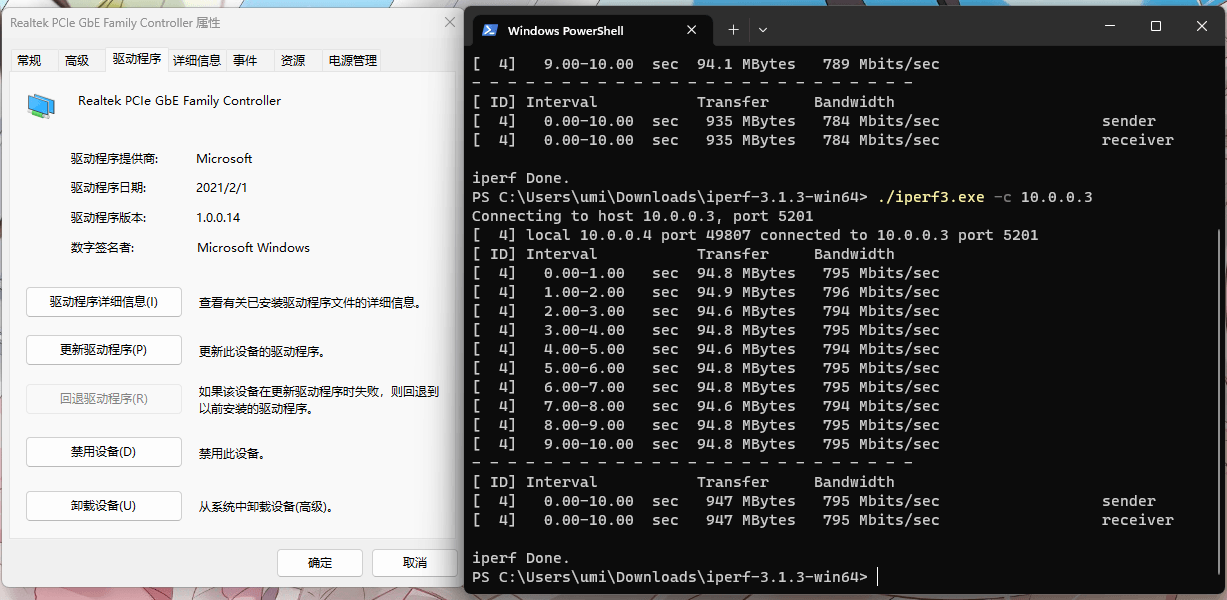 Realtek PCIe GbE Family Controller 属性
常规 高级 驱动程序 详细信息 事件 资源 电源管理
Realtek PCIe GbE Family Controller
驱动程序提供商: Microsoft
驱动程序日期: 2021/2/1
驱动程序版本: 1.0.0.14
数字签名者: Microsoft Windows
驱动程序详细信息(I) 查看有关已安装驱动程序文件的详细信息。
更新驱动程序(P) 更新此设备的驱动程序。
回退驱动程序(R) 如果该设备在更新驱动程序时失败，则回退到
以前安装的驱动程序。
禁用设备(D) 禁用此设备。
卸载设备(U) 从系统中卸载设备(高级)。
确定 取消
Windows PowerShell
[  4]   9.00-10.00  sec  94.1 MBytes   789 Mbits/sec
- - - - - - - - - - - - - - - - - - - - - - - - -
[ ID] Interval           Transfer     Bandwidth
[  4]   0.00-10.00  sec   935 MBytes   784 Mbits/sec                  sender
[  4]   0.00-10.00  sec   935 MBytes   784 Mbits/sec                  receiver
iperf Done.
PS C:\Users\umi\Downloads\iperf-3.1.3-win64> ./iperf3.exe -c 10.0.0.3
Connecting to host 10.0.0.3, port 5201
[  4] local 10.0.0.4 port 49807 connected to 10.0.0.3 port 5201
[ ID] Interval           Transfer     Bandwidth
[  4]   0.00-1.00   sec  94.8 MBytes   795 Mbits/sec
[  4]   1.00-2.00   sec  94.9 MBytes   796 Mbits/sec
[  4]   2.00-3.00   sec  94.6 MBytes   794 Mbits/sec
[  4]   3.00-4.00   sec  94.8 MBytes   795 Mbits/sec
[  4]   4.00-5.00   sec  94.6 MBytes   794 Mbits/sec
[  4]   5.00-6.00   sec  94.8 MBytes   795 Mbits/sec
[  4]   6.00-7.00   sec  94.8 MBytes   795 Mbits/sec
[  4]   7.00-8.00   sec  94.6 MBytes   794 Mbits/sec
[  4]   8.00-9.00   sec  94.8 MBytes   795 Mbits/sec
[  4]   9.00-10.00  sec  94.8 MBytes   795 Mbits/sec
- - - - - - - - - - - - - - - - - - - - - - - - -
[ ID] Interval           Transfer     Bandwidth
[  4]   0.00-10.00  sec   947 MBytes   795 Mbits/sec                  sender
[  4]   0.00-10.00  sec   947 MBytes   795 Mbits/sec                  receiver
iperf Done.
PS C:\Users\umi\Downloads\iperf-3.1.3-win64>